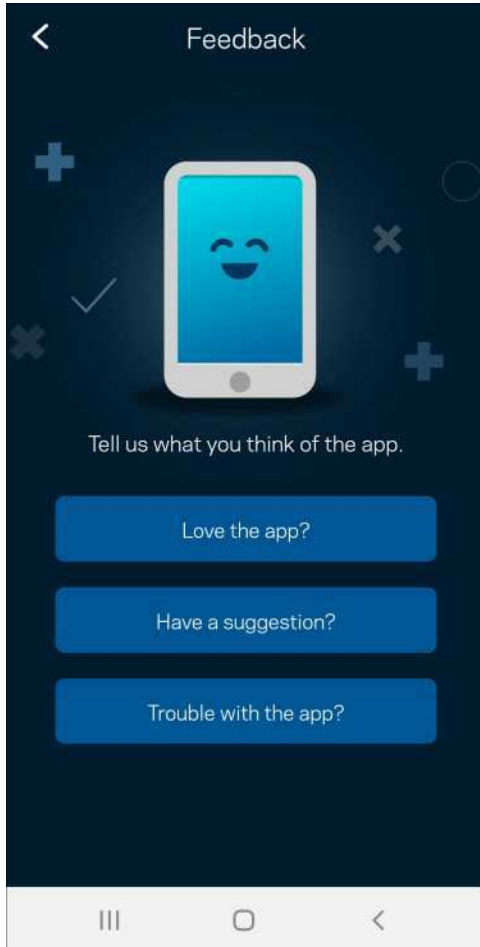 Feedback
Tell us what you think of the app.
Love the app?
Have a suggestion?
Trouble with the app?